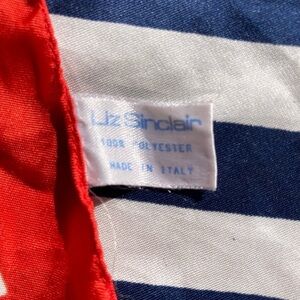 Liz Sinclair
100% POLYESTER
MADE IN ITALY